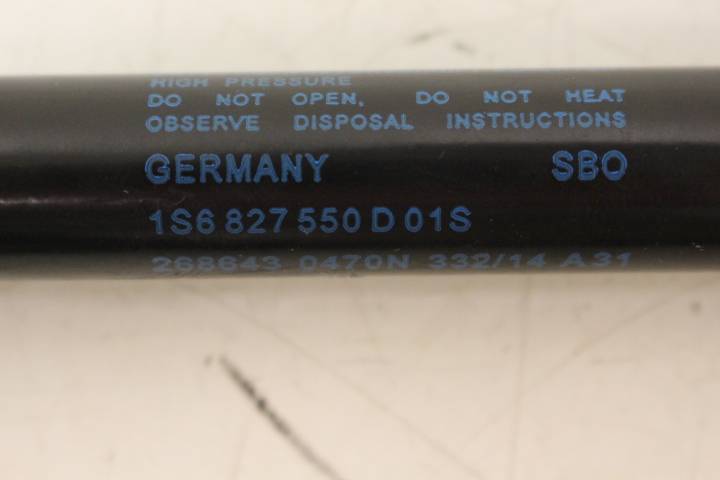 HIGH PRESSURE
DO NOT OPEN, DO NOT HEAT
OBSERVE DISPOSAL INSTRUCTIONS
GERMANY SBO
1S6 827 550 D 01S
268643 0470N 332/14 A31